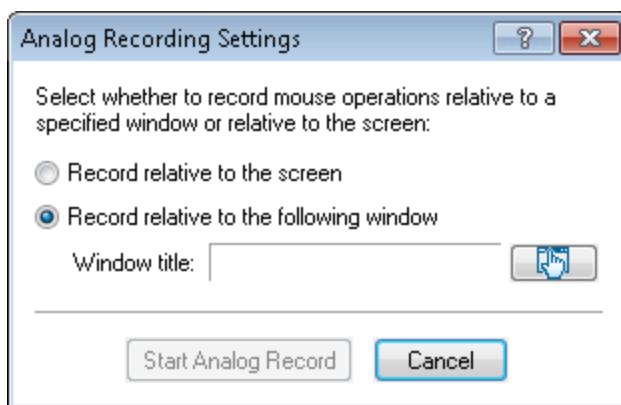 Analog Recording Settings
?
Select whether to record mouse operations relative to a
specified window or relative to the screen:
Record relative to the screen
Record relative to the following window
Window title:
Start Analog Record Cancel